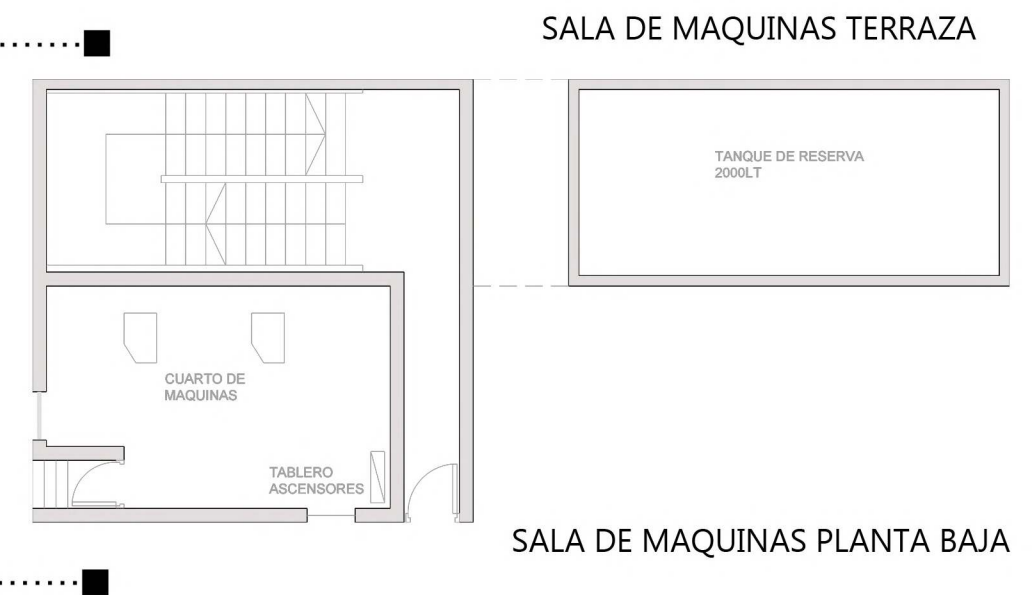 SALA DE MAQUINAS TERRAZA
TANQUE DE RESERVA
2000LT
CUARTO DE
MAQUINAS
TABLERO
ASCENSORES
SALA DE MAQUINAS PLANTA BAJA